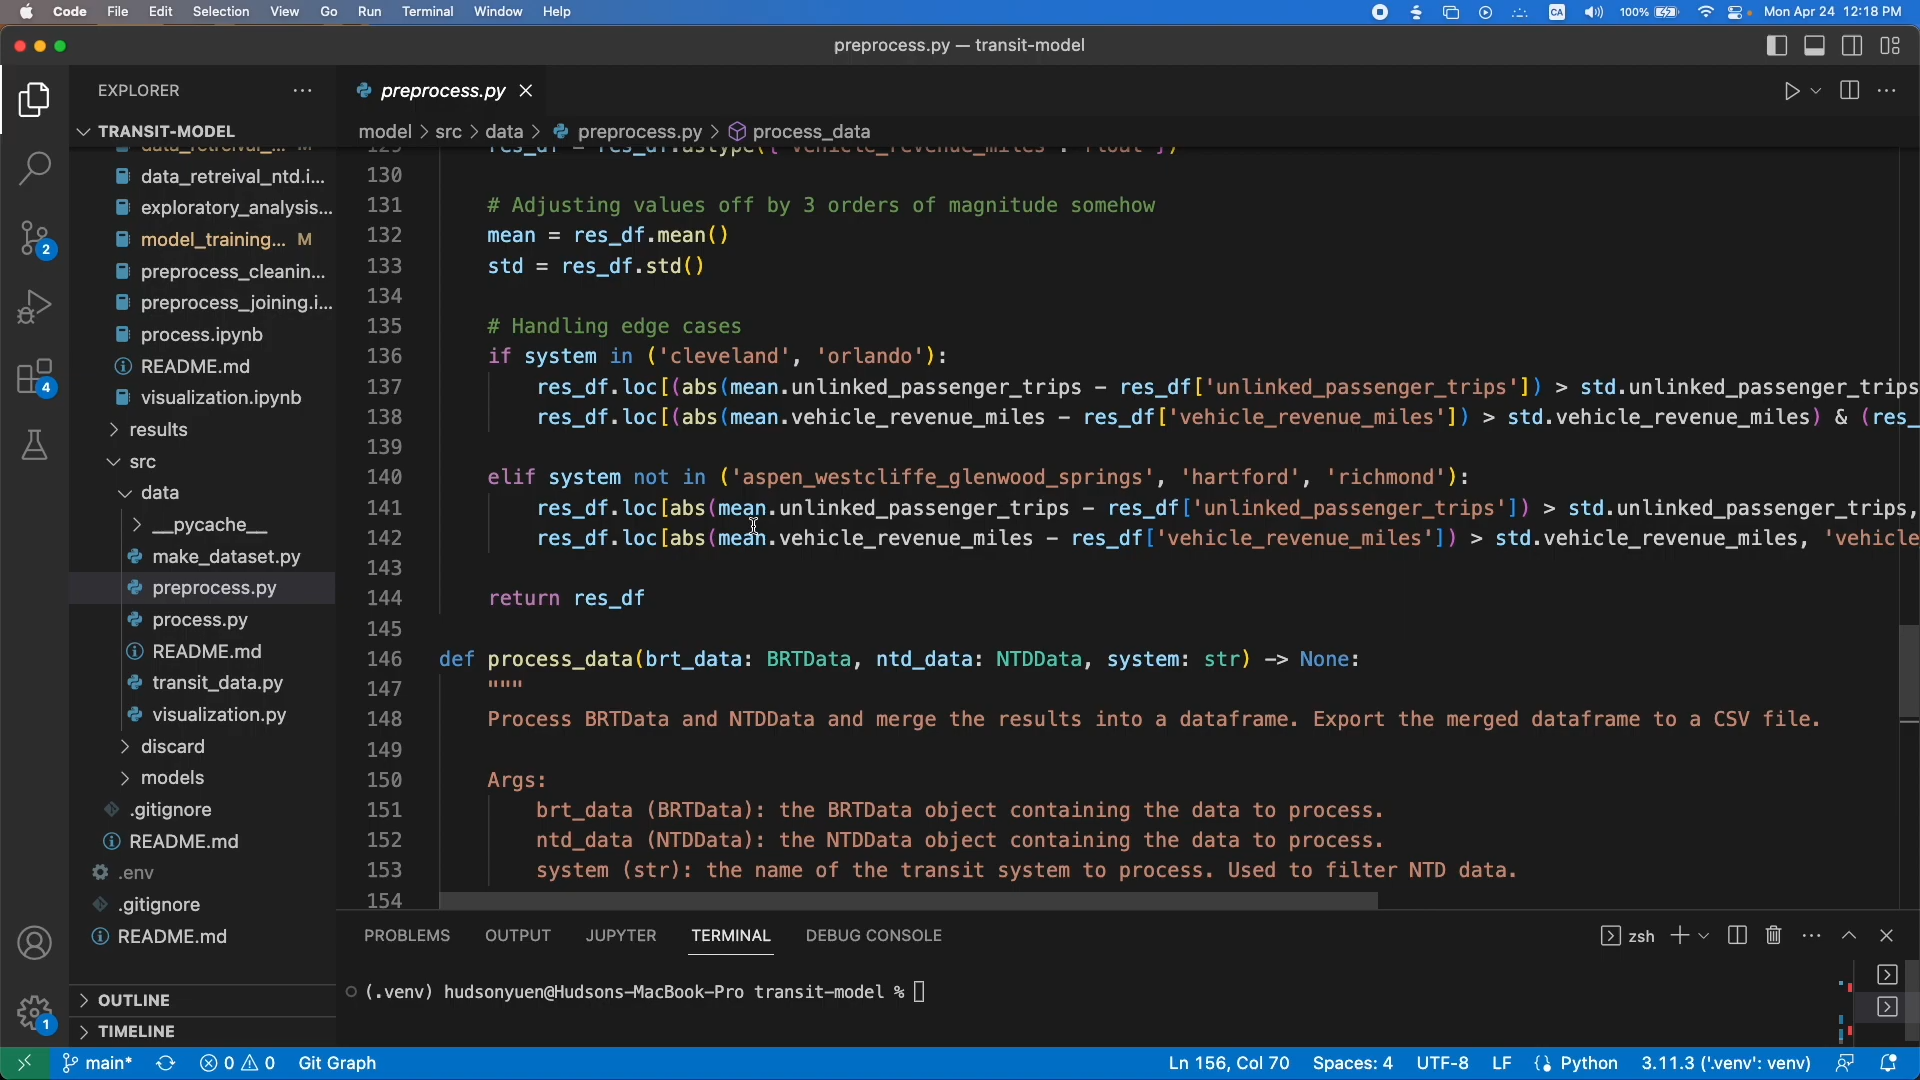 Code File Edit Selection View Go Run Terminal Window Help CA 100% Mon Apr 24 12:18 PM
preprocess.py — transit-model
EXPLORER
preprocess.py
TRANSIT-MODEL
model > src > data > preprocess.py > process_data
data_retreival_ntd.i...
exploratory_analysis...
model_training... M
preprocess_cleanin...
preprocess_joining.i...
process.ipynb
README.md
visualization.ipynb
results
src
data
__pycache__
make_dataset.py
preprocess.py
process.py
README.md
transit_data.py
visualization.py
discard
models
.gitignore
README.md
.env
.gitignore
README.md
OUTLINE
TIMELINE
2
4
1
130
131 # Adjusting values off by 3 orders of magnitude somehow
132 mean = res_df.mean()
133 std = res_df.std()
134
135 # Handling edge cases
136 if system in ('cleveland', 'orlando'):
137 res_df.loc[(abs(mean.unlinked_passenger_trips - res_df['unlinked_passenger_trips']) > std.unlinked_passenger_trips
138 res_df.loc[(abs(mean.vehicle_revenue_miles - res_df['vehicle_revenue_miles']) > std.vehicle_revenue_miles) & (res_
139
140 elif system not in ('aspen_westcliffe_glenwood_springs', 'hartford', 'richmond'):
141 res_df.loc[abs(mean.unlinked_passenger_trips - res_df['unlinked_passenger_trips']) > std.unlinked_passenger_trips,
142 res_df.loc[abs(mean.vehicle_revenue_miles - res_df['vehicle_revenue_miles']) > std.vehicle_revenue_miles, 'vehicle
143
144 return res_df
145
146 def process_data(brt_data: BRTData, ntd_data: NTDData, system: str) -> None:
147 """
148 Process BRTData and NTDData and merge the results into a dataframe. Export the merged dataframe to a CSV file.
149
150 Args:
151 brt_data (BRTData): the BRTData object containing the data to process.
152 ntd_data (NTDData): the NTDData object containing the data to process.
153 system (str): the name of the transit system to process. Used to filter NTD data.
154
PROBLEMS OUTPUT JUPYTER TERMINAL DEBUG CONSOLE zsh
(.venv) hudsonyuen@Hudsons-MacBook-Pro transit-model %
main* 0 0 Git Graph Ln 156, Col 70 Spaces: 4 UTF-8 LF Python 3.11.3 ('.venv': venv)